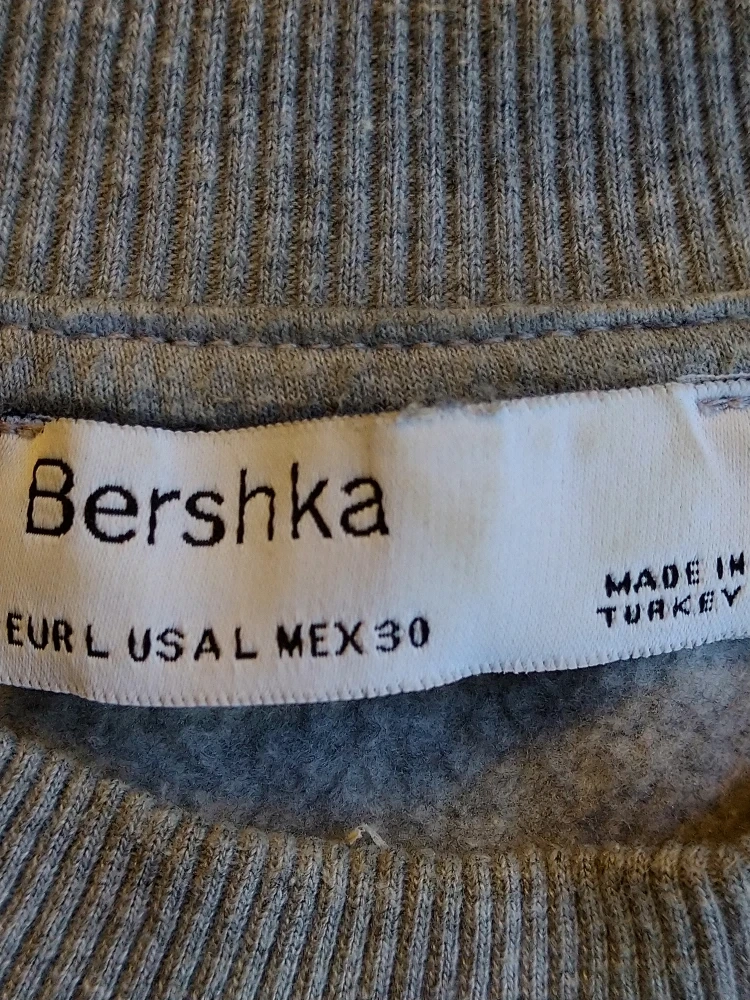 Bershka
EUR L USA L MEX 30
MADE IN
TURKEY